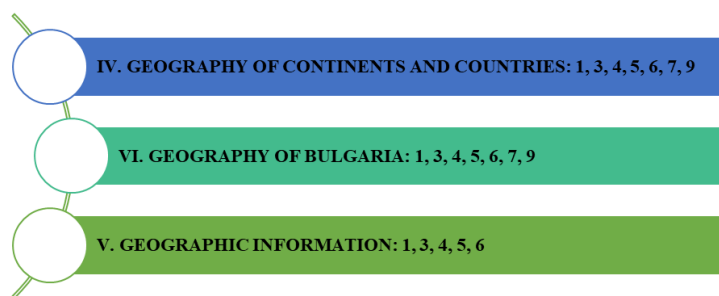 IV. GEOGRAPHY OF CONTINENTS AND COUNTRIES: 1, 3, 4, 5, 6, 7, 9
VI. GEOGRAPHY OF BULGARIA: 1, 3, 4, 5, 6, 7, 9
V. GEOGRAPHIC INFORMATION: 1, 3, 4, 5, 6